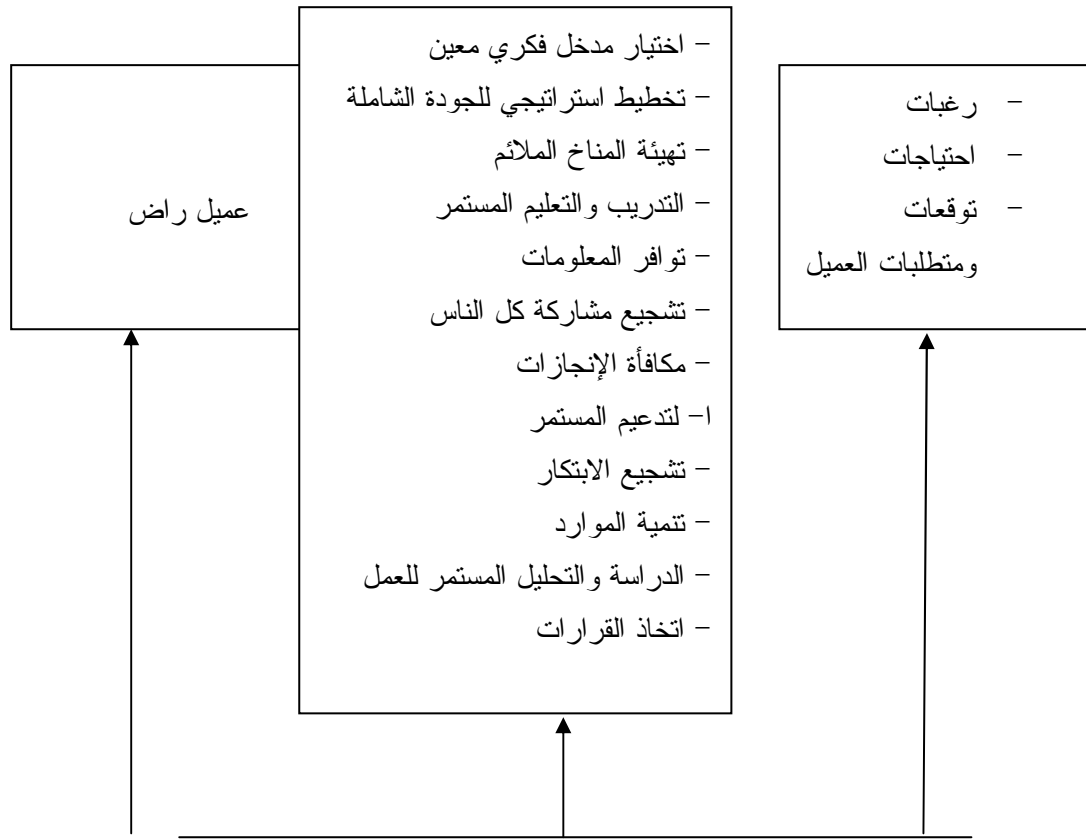 - رغبات
- احتياجات
- توقعات
ومتطلبات العميل
- اختيار مدخل فكري معين
- تخطيط استراتيجي للجودة الشاملة
- تهيئة المناخ الملائم
- التدريب والتعليم المستمر
- توافر المعلومات
- تشجيع مشاركة كل الناس
- مكافأة الإنجازات
ا- لتدعيم المستمر
- تشجيع الابتكار
- تنمية الموارد
- الدراسة والتحليل المستمر للعمل
- اتخاذ القرارات
عميل راض